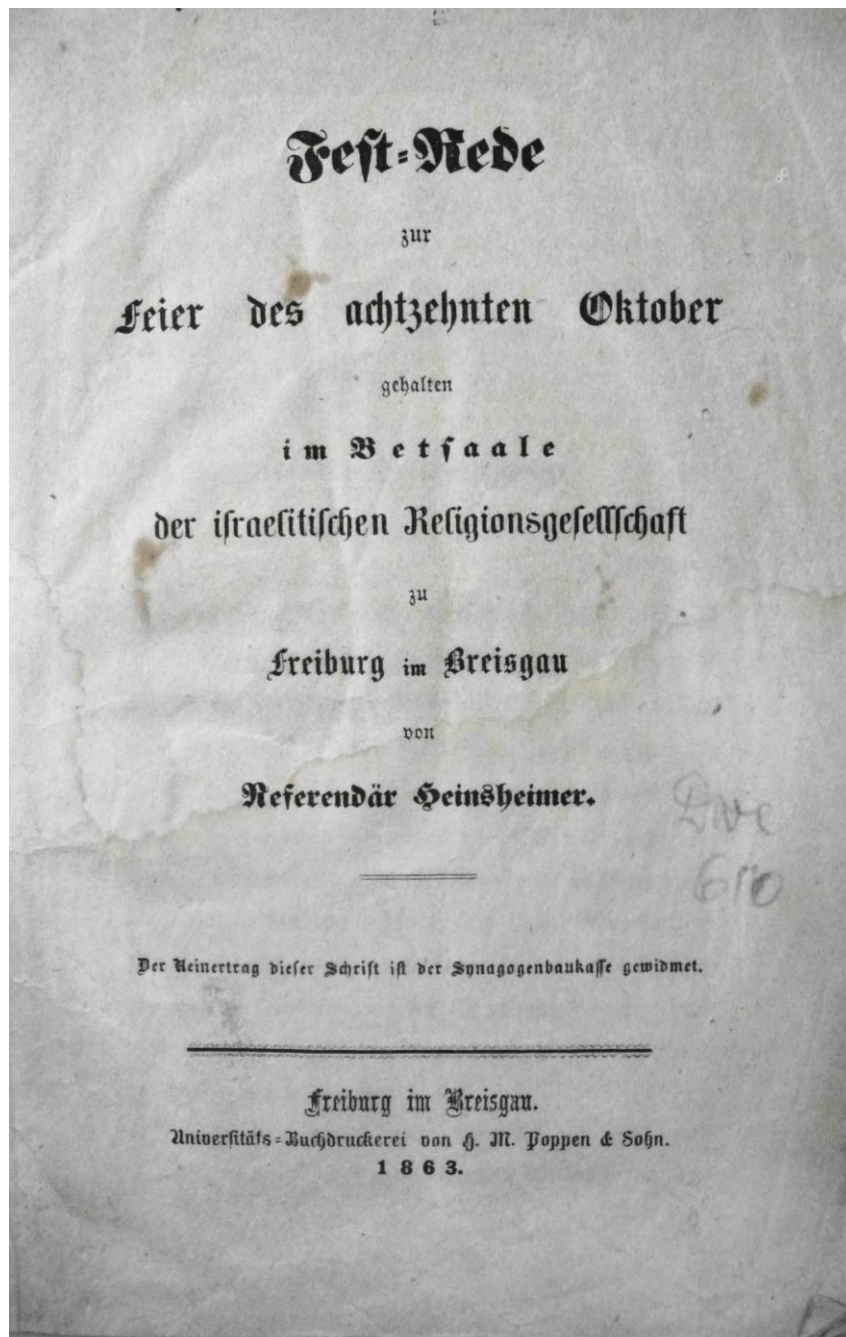 Fest-Rede
zur
Feier des achtzehnten Oktober
gehalten
im Betsaale
der israelitischen Religionsgesellschaft
zu
Freiburg im Breisgau
von
Referendär Heinsheimer.
Der Reinertrag dieser Schrift ist der Synagogenbaukasse gewidmet.
Freiburg im Breisgau.
Universitäts-Buchdruckerei von H. M. Poppen & Sohn.
1863.